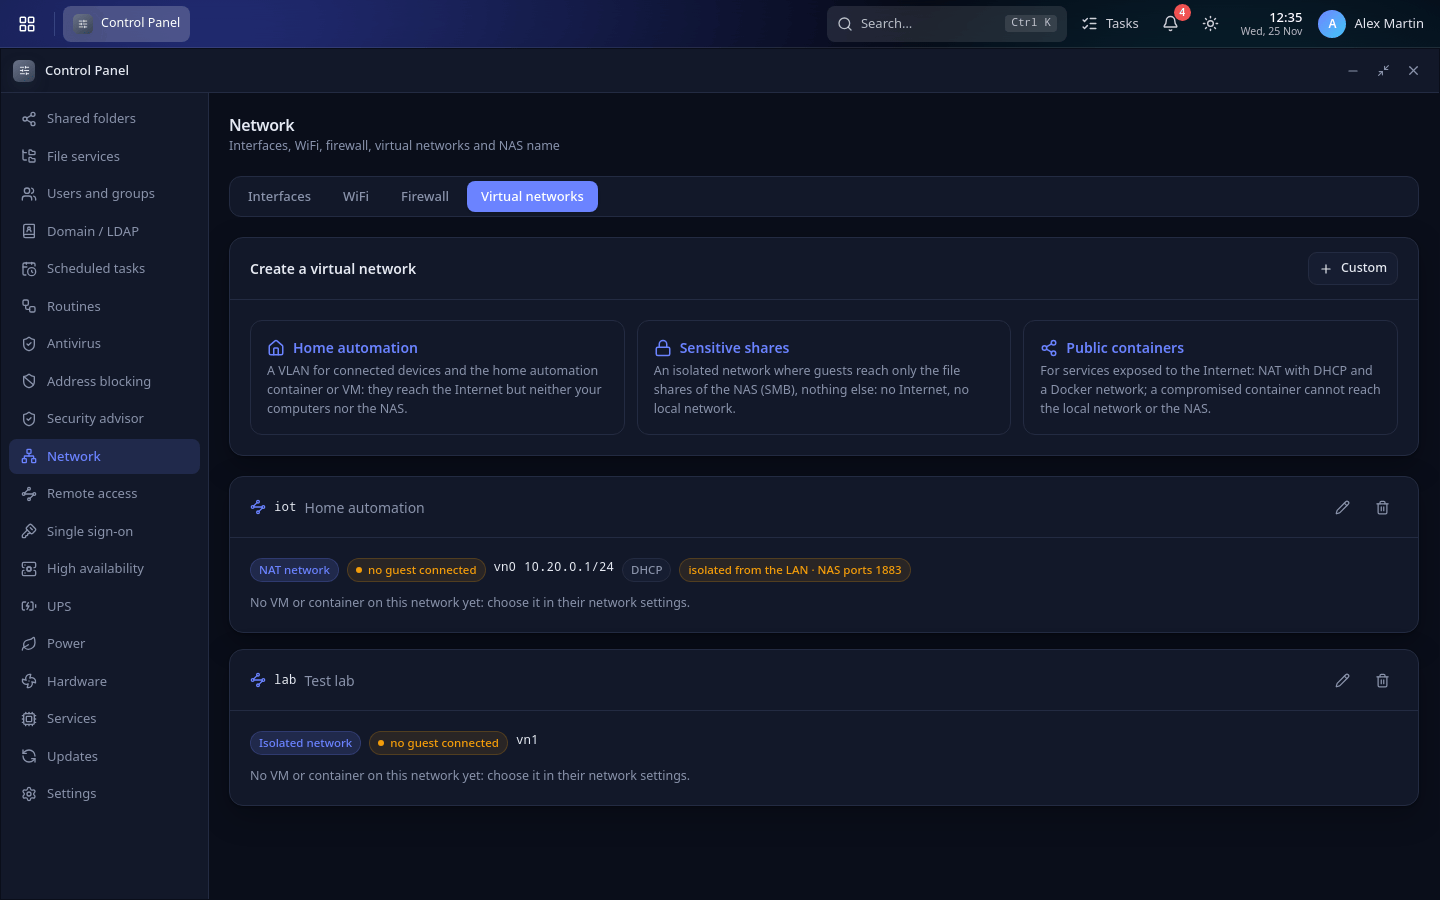 Control Panel
Search...
Ctrl K
Tasks
4
12:35
Wed, 25 Nov
A
Alex Martin
Control Panel
Shared folders
File services
Users and groups
Domain / LDAP
Scheduled tasks
Routines
Antivirus
Address blocking
Security advisor
Network
Remote access
Single sign-on
High availability
UPS
Power
Hardware
Services
Updates
Settings
Network
Interfaces, WiFi, firewall, virtual networks and NAS name
Interfaces
WiFi
Firewall
Virtual networks
Create a virtual network
Custom
Home automation
A VLAN for connected devices and the home automation
container or VM: they reach the Internet but neither your
computers nor the NAS.
Sensitive shares
An isolated network where guests reach only the file
shares of the NAS (SMB), nothing else: no Internet, no
local network.
Public containers
For services exposed to the Internet: NAT with DHCP and
a Docker network; a compromised container cannot reach
the local network or the NAS.
iot Home automation
NAT network
no guest connected
vn0 10.20.0.1/24
DHCP
isolated from the LAN · NAS ports 1883
No VM or container on this network yet: choose it in their network settings.
lab Test lab
Isolated network
no guest connected
vn1
No VM or container on this network yet: choose it in their network settings.